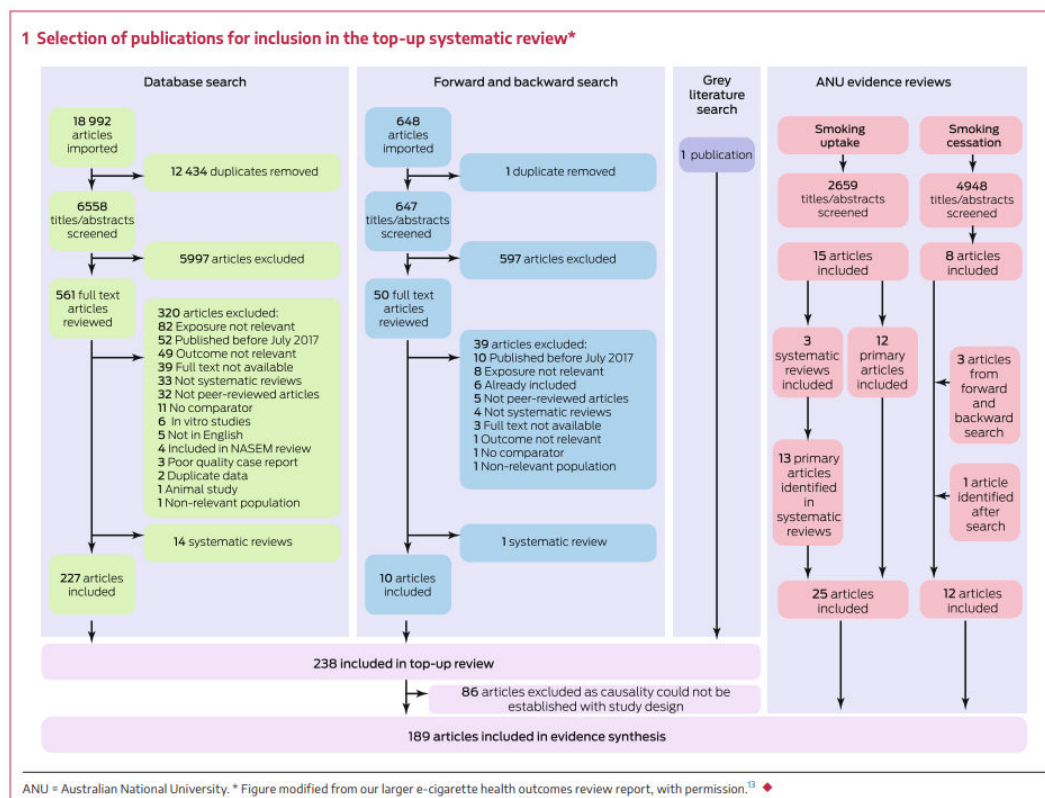 1 Selection of publications for inclusion in the top-up systematic review*
Database search
18 992
articles
imported
12 434 duplicates removed
6558
titles/abstracts
screened
5997 articles excluded
561 full text
articles
reviewed
320 articles excluded:
82 Exposure not relevant
52 Published before July 2017
49 Outcome not relevant
39 Full text not available
33 Not systematic reviews
32 Not peer-reviewed articles
11 No comparator
6 In vitro studies
5 Not in English
4 Included in NASEM review
3 Poor quality case report
2 Duplicate data
1 Animal study
1 Non-relevant population
14 systematic reviews
227 articles
included
Forward and backward search
648
articles
imported
1 duplicate removed
647
titles/abstracts
screened
597 articles excluded
50 full text
articles
reviewed
39 articles excluded:
10 Published before July 2017
8 Exposure not relevant
6 Already included
5 Not peer-reviewed articles
4 Not systematic reviews
3 Full text not available
1 Outcome not relevant
1 No comparator
1 Non-relevant population
1 systematic review
10 articles
included
Grey
literature
search
1 publication
ANU evidence reviews
Smoking
uptake
2659
titles/abstracts
screened
15 articles
included
3
systematic
reviews
included
12
primary
articles
included
13 primary
articles
identified
in
systematic
reviews
25 articles
included
Smoking
cessation
4948
titles/abstracts
screened
8 articles
included
3 articles
from
forward
and
backward
search
1 article
identified
after
search
12 articles
included
238 included in top-up review
86 articles excluded as causality could not be
established with study design
189 articles included in evidence synthesis
ANU = Australian National University. * Figure modified from our larger e-cigarette health outcomes review report, with permission.13 ◆